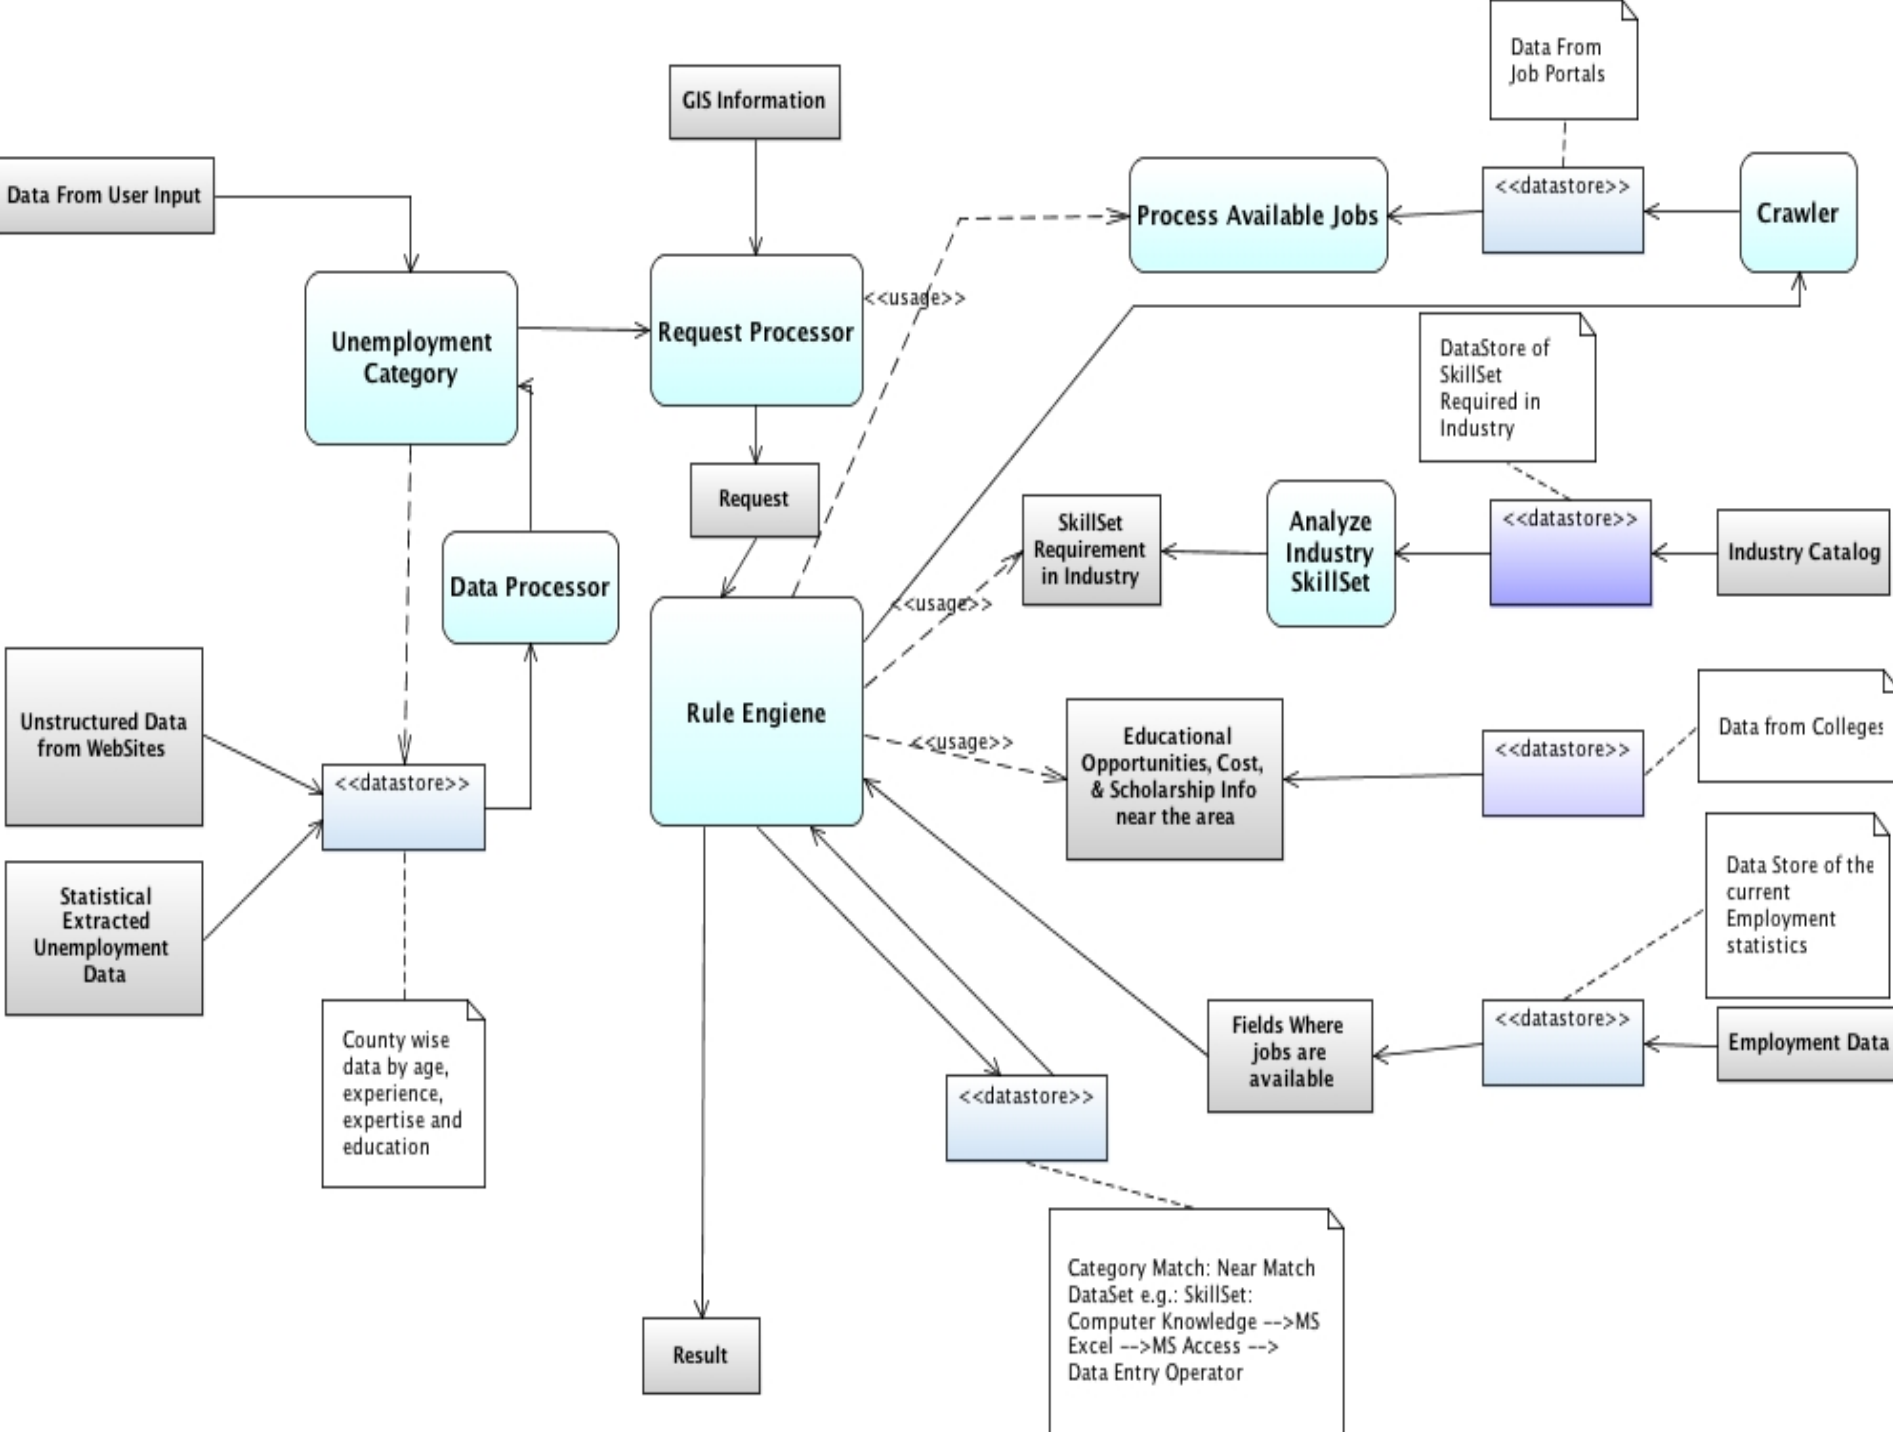 Data From
Job Portals
GIS Information
Data From User Input
<<datastore>>
Process Available Jobs
Crawler
<<usage>>
Unemployment
Category
Request Processor
DataStore of
SkillSet
Required in
Industry
Request
<<datastore>>
SkillSet
Requirement
in Industry
Analyze
Industry
SkillSet
Industry Catalog
Data Processor
<<usage>>
Unstructured Data
from WebSites
Rule Engiene
<<usage>>
Educational
Opportunities, Cost,
& Scholarship Info
near the area
<<datastore>>
Data from Colleges
<<datastore>>
Statistical
Extracted
Unemployment
Data
Data Store of the
current
Employment
statistics
County wise
data by age,
experience,
expertise and
education
Fields Where
jobs are
available
<<datastore>>
Employment Data
<<datastore>>
Category Match: Near Match
DataSet e.g.: SkillSet:
Computer Knowledge -->MS
Excel -->MS Access -->
Data Entry Operator
Result